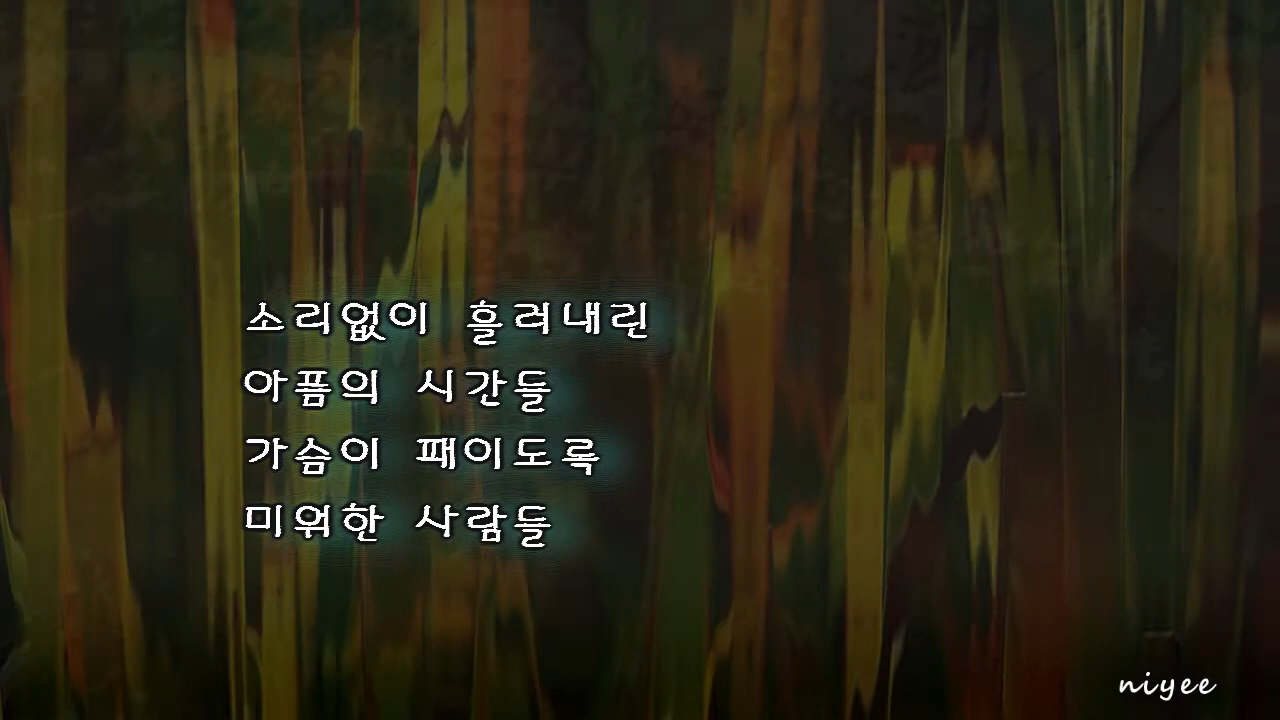 소리없이 흘러내린
아픔의 시간들
가슴이 패이도록
미워한 사람들
niyee